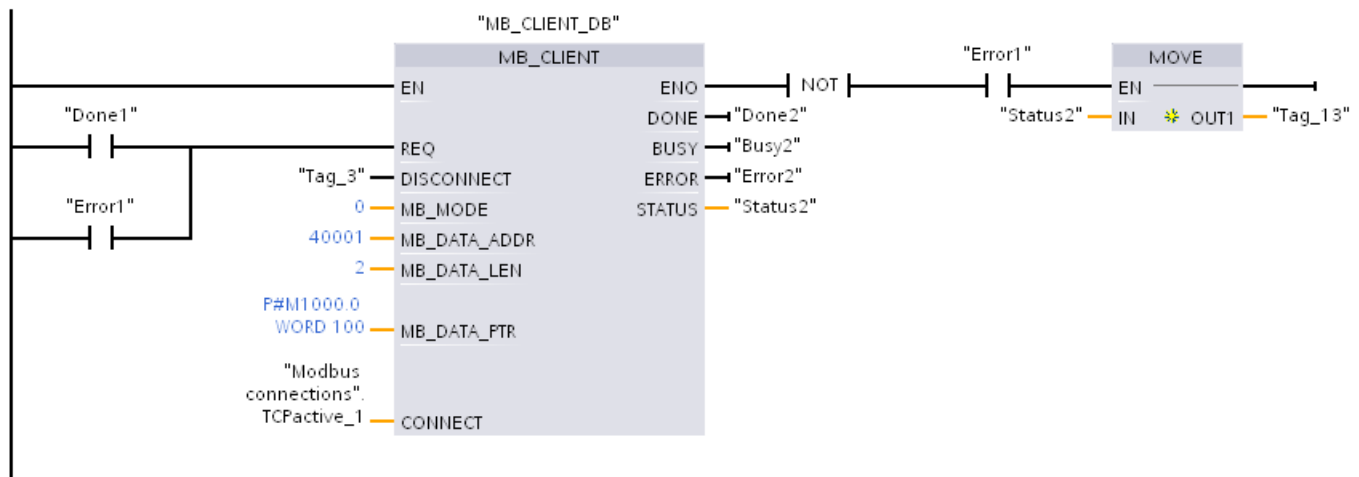 "MB_CLIENT_DB"
MB_CLIENT
"Error1"
MOVE
EN
ENO
NOT
EN
"Done1"
DONE
"Done2"
"Status2"
IN
OUT1
"Tag_13"
REQ
BUSY
"Busy2"
"Tag_3"
DISCONNECT
ERROR
"Error2"
"Error1"
0
MB_MODE
STATUS
"Status2"
40001
MB_DATA_ADDR
2
MB_DATA_LEN
P#M1000.0
WORD 100
MB_DATA_PTR
"Modbus
connections".
TCPactive_1
CONNECT